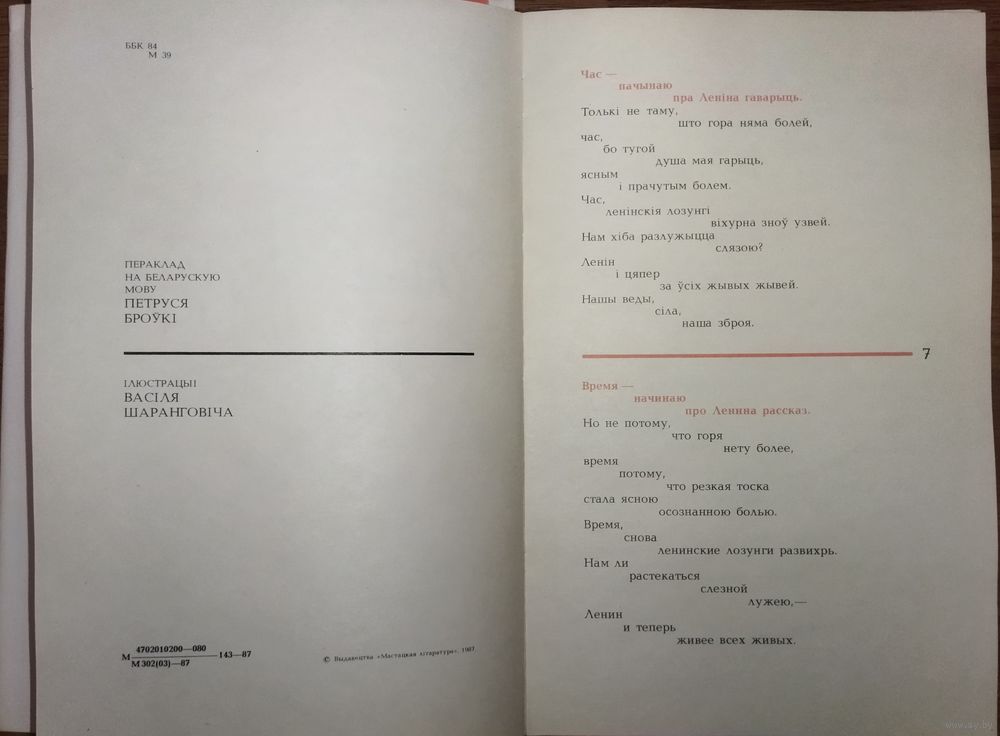 ББК 84
М 39
ПЕРАКЛАД
НА БЕЛАРУСКУЮ
МОВУ
ПЕТРУСЯ
БРОЎКІ
ІЛЮСТРАЦЫІ
ВАСІЛЯ
ШАРАНГОВІЧА
М 4702010200—080
М 302(03)—87 143—87
© Выдавецтва «Мастацкая літаратура», 1987.
Час —
пачынаю
пра Леніна гаварыць.
Толькі не таму,
што гора няма болей,
час,
бо тугой
душа мая гарыць,
ясным
і прачутым болем.
Час,
ленінскія лозунгі
віхурна зноў узвей.
Нам хіба разлужыцца
слязою?
Ленін
і цяпер
за ўсіх жывых жывей.
Нашы веды,
сіла,
наша зброя.
7
Время —
начинаю
про Ленина рассказ.
Но не потому,
что горя
нету более,
время
потому,
что резкая тоска
стала ясною
осознанною болью.
Время,
снова
ленинские лозунги развихрь.
Нам ли
растекаться
слезной
лужею,—
Ленин
и теперь
живее всех живых.
www.ay.by